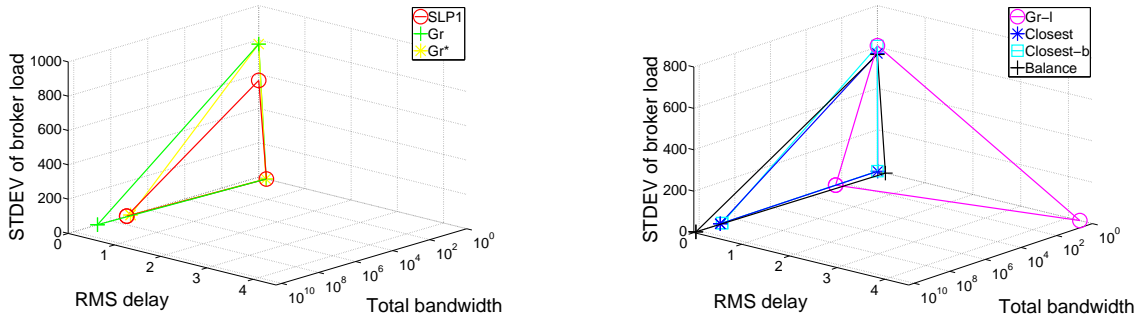 SLP1
Gr
Gr*
STDEV of broker load
1000
800
600
400
200
0
0
1
2
3
4
RMS delay
10^10
10^8
10^6
10^4
10^2
10^0
Total bandwidth
Gr-l
Closest
Closest-b
Balance
STDEV of broker load
800
600
400
200
0
0
1
2
3
4
RMS delay
10^10
10^8
10^6
10^4
10^2
10^0
Total bandwidth